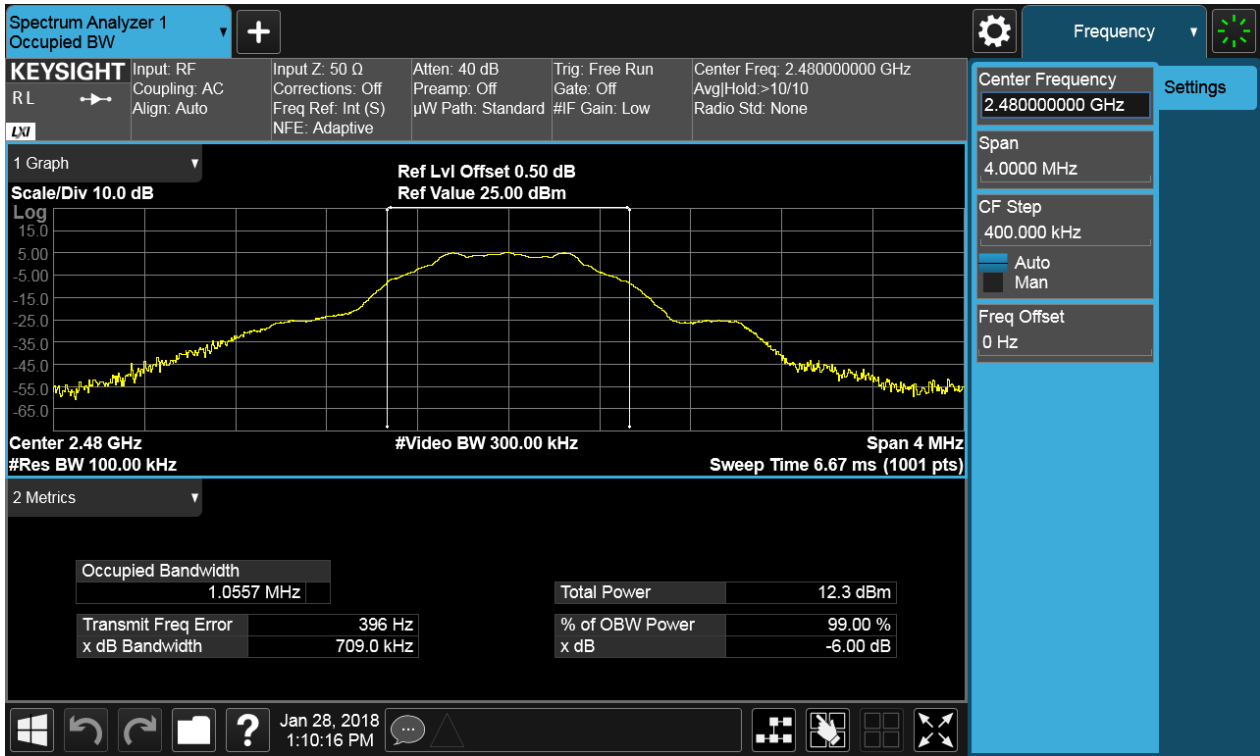 Spectrum Analyzer 1
Occupied BW
Frequency
KEYSIGHT
R L
LXI
Input: RF
Coupling: AC
Align: Auto
Input Z: 50 Ω
Corrections: Off
Freq Ref: Int (S)
NFE: Adaptive
Atten: 40 dB
Preamp: Off
µW Path: Standard
Trig: Free Run
Gate: Off
#IF Gain: Low
Center Freq: 2.480000000 GHz
Avg|Hold:>10/10
Radio Std: None
1 Graph
Scale/Div 10.0 dB
Ref Lvl Offset 0.50 dB
Ref Value 25.00 dBm
Log
15.0
5.00
-5.00
-15.0
-25.0
-35.0
-45.0
-55.0
-65.0
Center 2.48 GHz
#Video BW 300.00 kHz
Span 4 MHz
#Res BW 100.00 kHz
Sweep Time 6.67 ms (1001 pts)
2 Metrics
Occupied Bandwidth
1.0557 MHz
Total Power 12.3 dBm
Transmit Freq Error 396 Hz
% of OBW Power 99.00 %
x dB Bandwidth 709.0 kHz
x dB -6.00 dB
Center Frequency
2.480000000 GHz
Settings
Span
4.0000 MHz
CF Step
400.000 kHz
Auto
Man
Freq Offset
0 Hz
?
Jan 28, 2018
1:10:16 PM